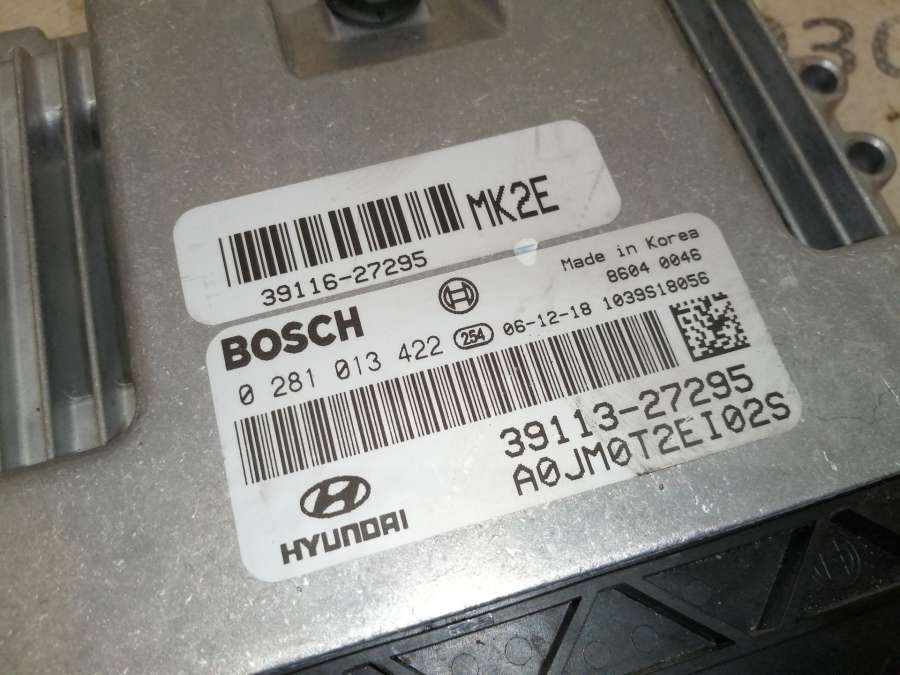 MK2E
39116-27295
Made in Korea
8604 0046
BOSCH
0 281 013 422 254 06-12-18 1039S18056
39113-27295
A0JM0T2EI02S
HYUNDAI